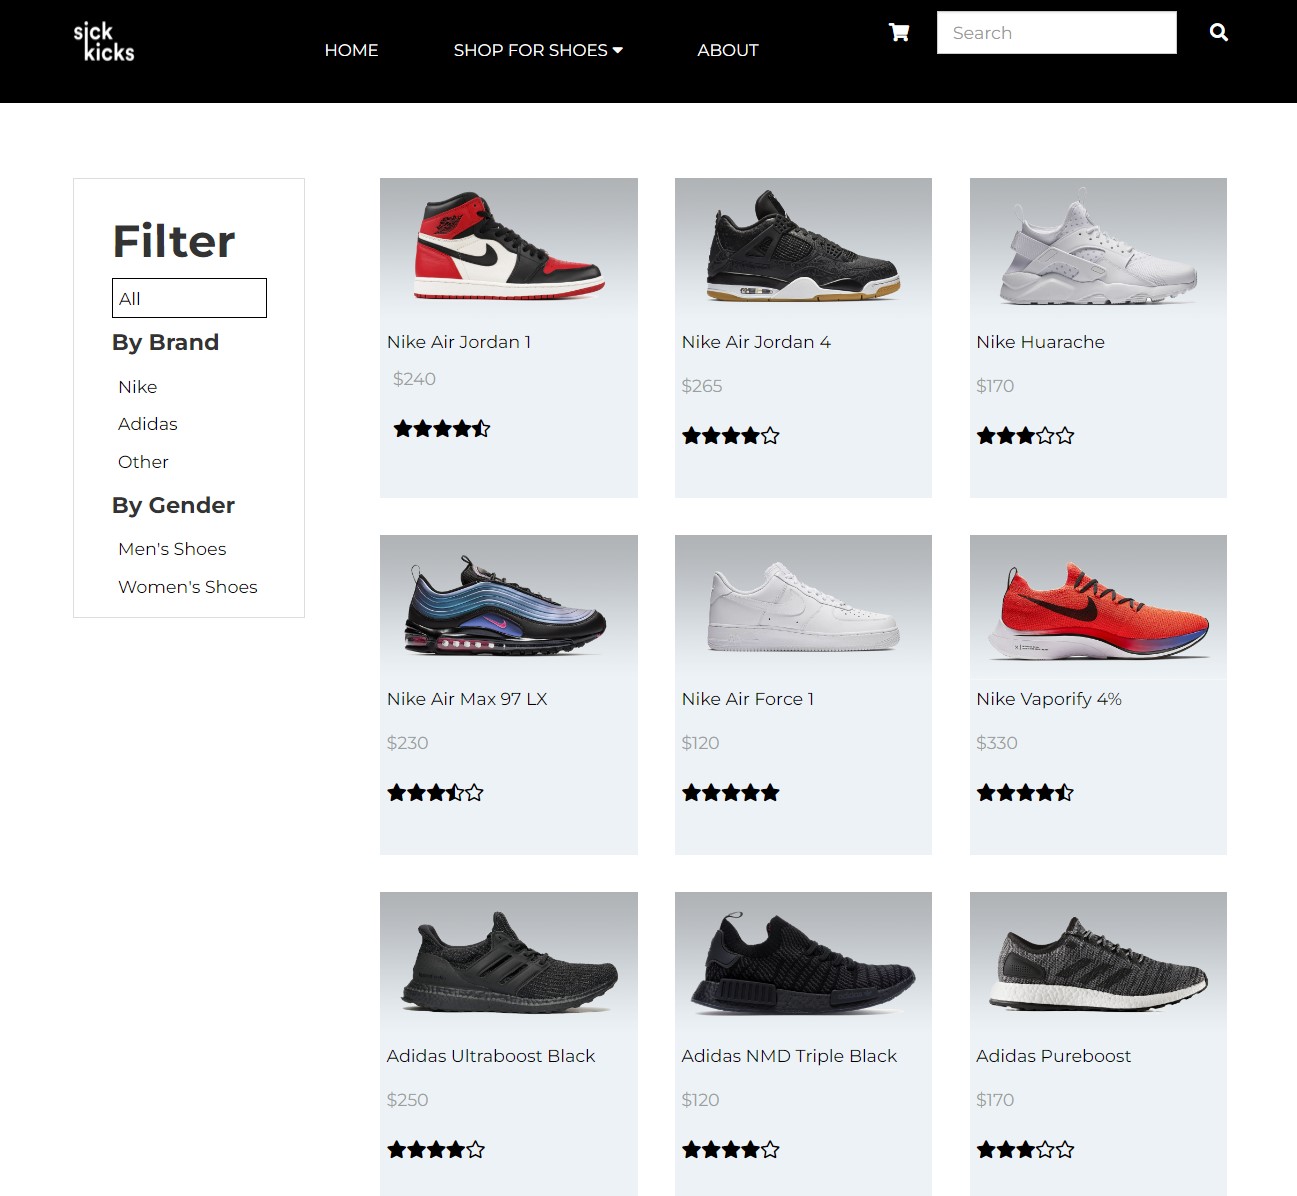 sick
kicks
HOME
SHOP FOR SHOES
ABOUT
Search
Filter
All
By Brand
Nike
Adidas
Other
By Gender
Men's Shoes
Women's Shoes
Nike Air Jordan 1
$240
Nike Air Jordan 4
$265
Nike Huarache
$170
Nike Air Max 97 LX
$230
Nike Air Force 1
$120
Nike Vaporify 4%
$330
Adidas Ultraboost Black
$250
Adidas NMD Triple Black
$120
Adidas Pureboost
$170